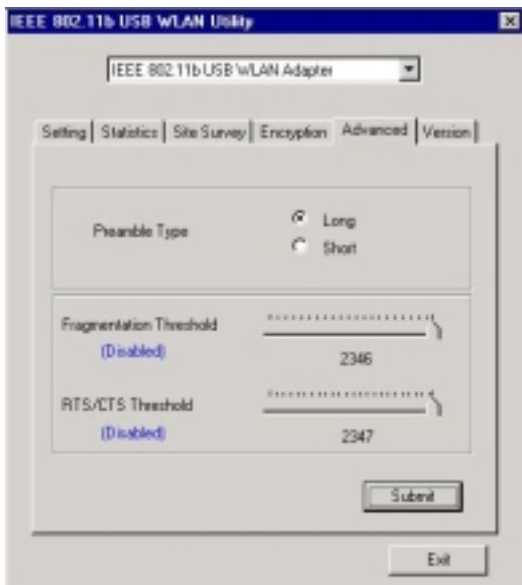 IEEE 802.11b USB WLAN Utility
IEEE 802.11b USB WLAN Adapter
Setting Statistics Site Survey Encryption Advanced Version
Preamble Type
Long
Short
Fragmentation Threshold
(Disabled)
2346
RTS/CTS Threshold
(Disabled)
2347
Submit
Exit